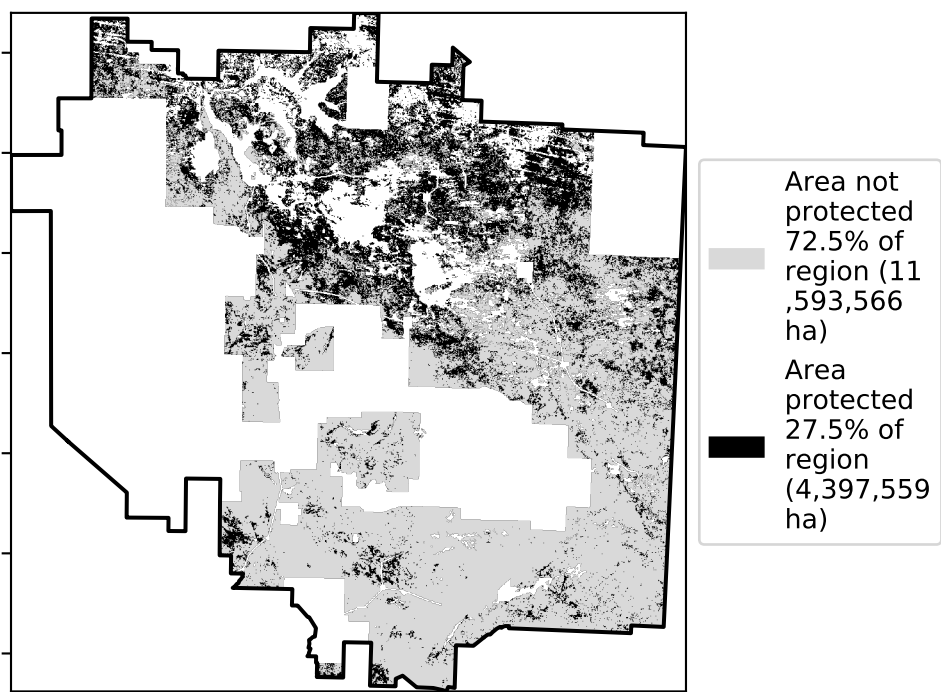 Area not
protected
72.5% of
region (11
,593,566
ha)
Area
protected
27.5% of
region
(4,397,559
ha)